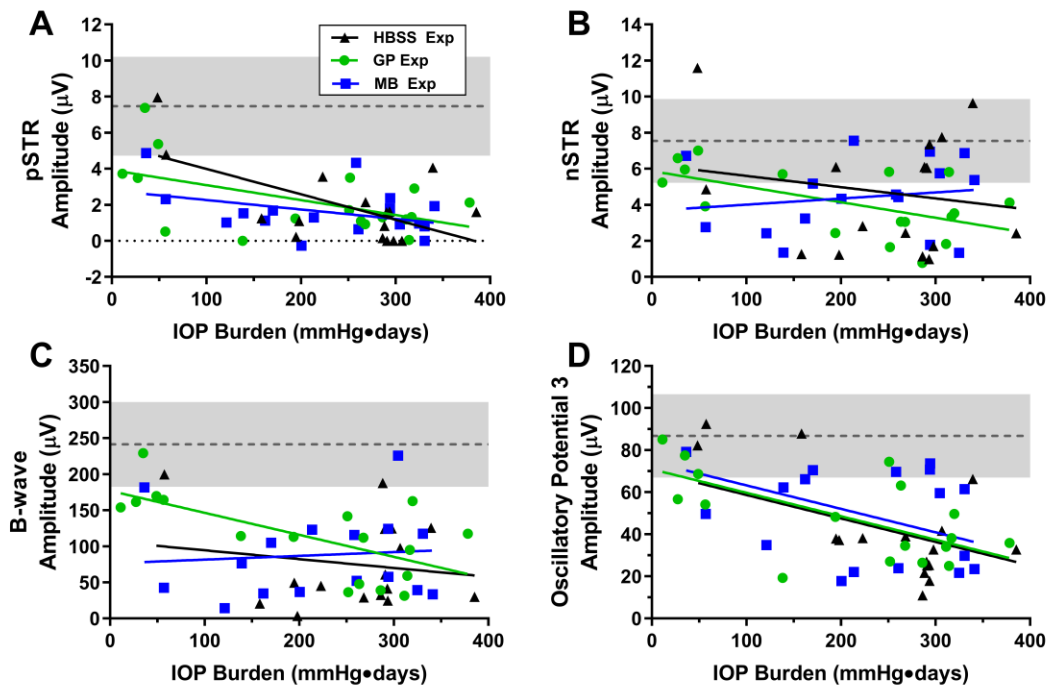 A
12
10
8
6
4
2
0
-2
pSTR
Amplitude (µV)
HBSS Exp
GP Exp
MB Exp
0 100 200 300 400
IOP Burden (mmHg•days)
B
14
12
10
8
6
4
2
0
nSTR
Amplitude (µV)
0 100 200 300 400
IOP Burden (mmHg•days)
C
350
300
250
200
150
100
50
0
B-wave
Amplitude (µV)
0 100 200 300 400
IOP Burden (mmHg•days)
D
120
100
80
60
40
20
0
Oscillatory Potential 3
Amplitude (µV)
0 100 200 300 400
IOP Burden (mmHg•days)